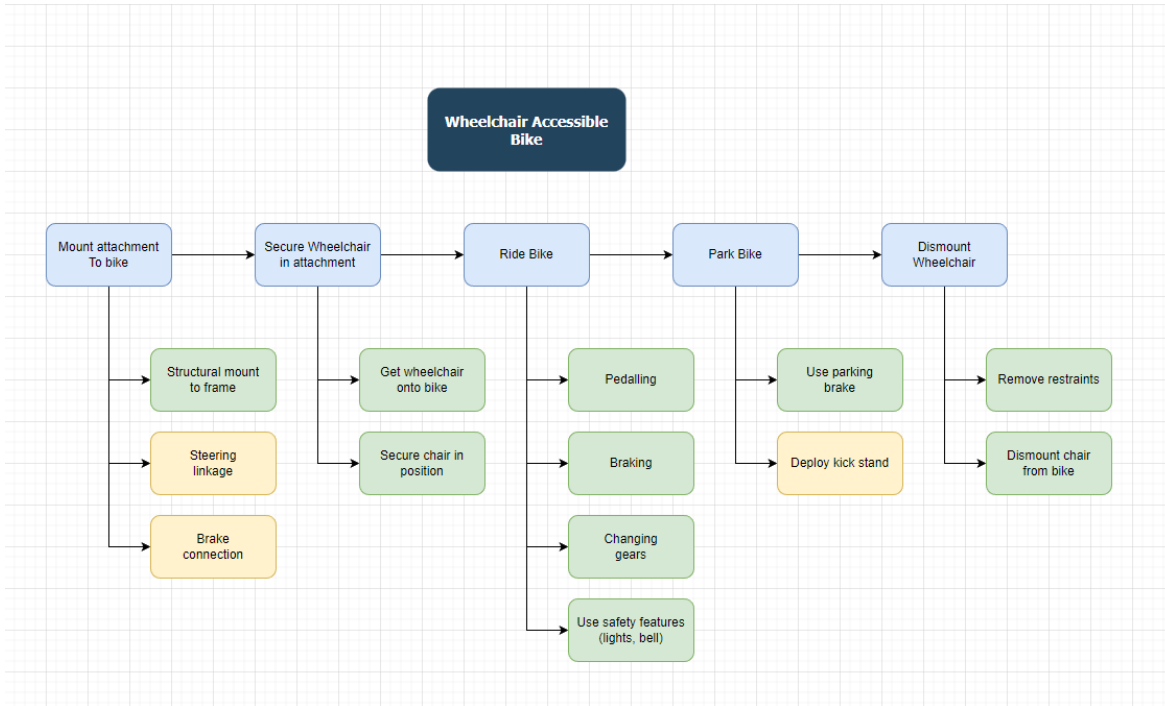 Wheelchair Accessible
Bike
Mount attachment
To bike
Secure Wheelchair
in attachment
Ride Bike
Park Bike
Dismount
Wheelchair
Structural mount
to frame
Steering
linkage
Brake
connection
Get wheelchair
onto bike
Secure chair in
position
Pedalling
Braking
Changing
gears
Use safety features
(lights, bell)
Use parking
brake
Deploy kick stand
Remove restraints
Dismount chair
from bike